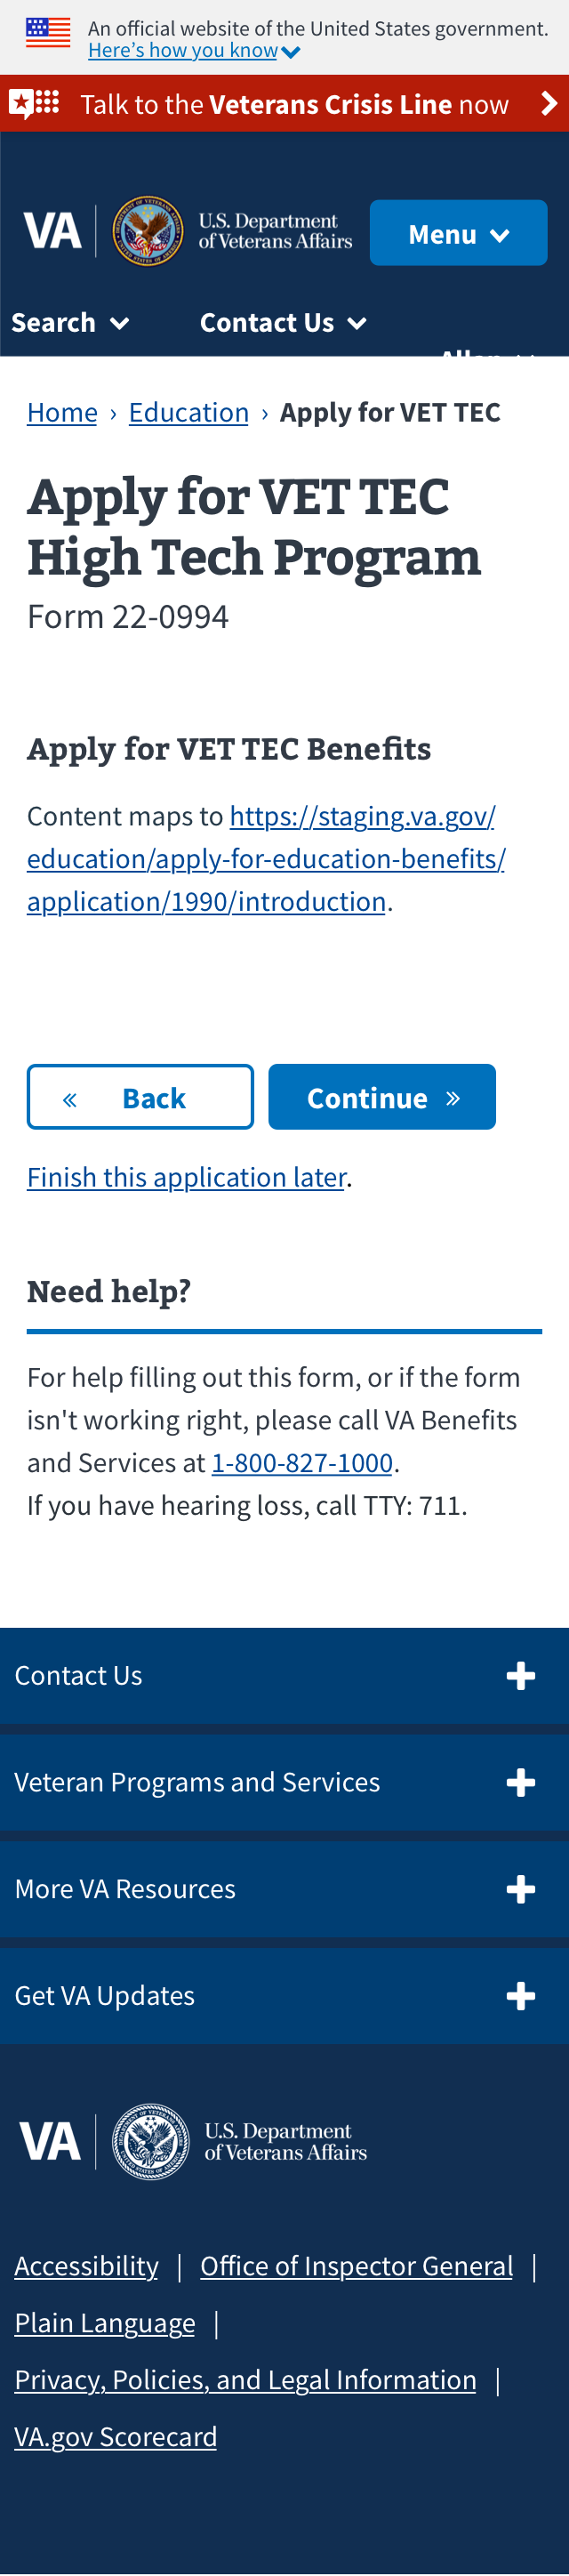 An official website of the United States government.
Here’s how you know
Talk to the Veterans Crisis Line now
VA
U.S. Department
of Veterans Affairs
Menu
Search
Contact Us
Home › Education › Apply for VET TEC
Apply for VET TEC
High Tech Program
Form 22-0994
Apply for VET TEC Benefits
Content maps to https://staging.va.gov/
education/apply-for-education-benefits/
application/1990/introduction.
« Back
Continue »
Finish this application later.
Need help?
For help filling out this form, or if the form
isn't working right, please call VA Benefits
and Services at 1-800-827-1000.
If you have hearing loss, call TTY: 711.
Contact Us
Veteran Programs and Services
More VA Resources
Get VA Updates
VA
U.S. Department
of Veterans Affairs
Accessibility | Office of Inspector General |
Plain Language |
Privacy, Policies, and Legal Information |
VA.gov Scorecard